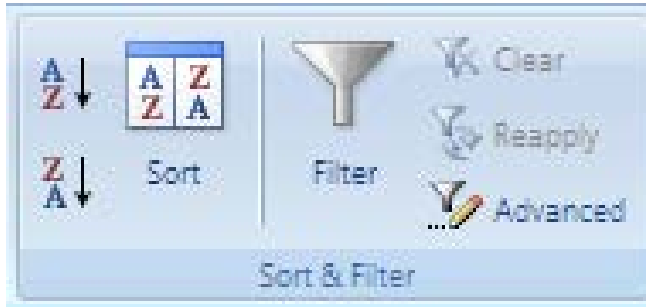 A
Z
Z
A
A Z
Z A
Sort
Filter
Clear
Reapply
Advanced
Sort & Filter